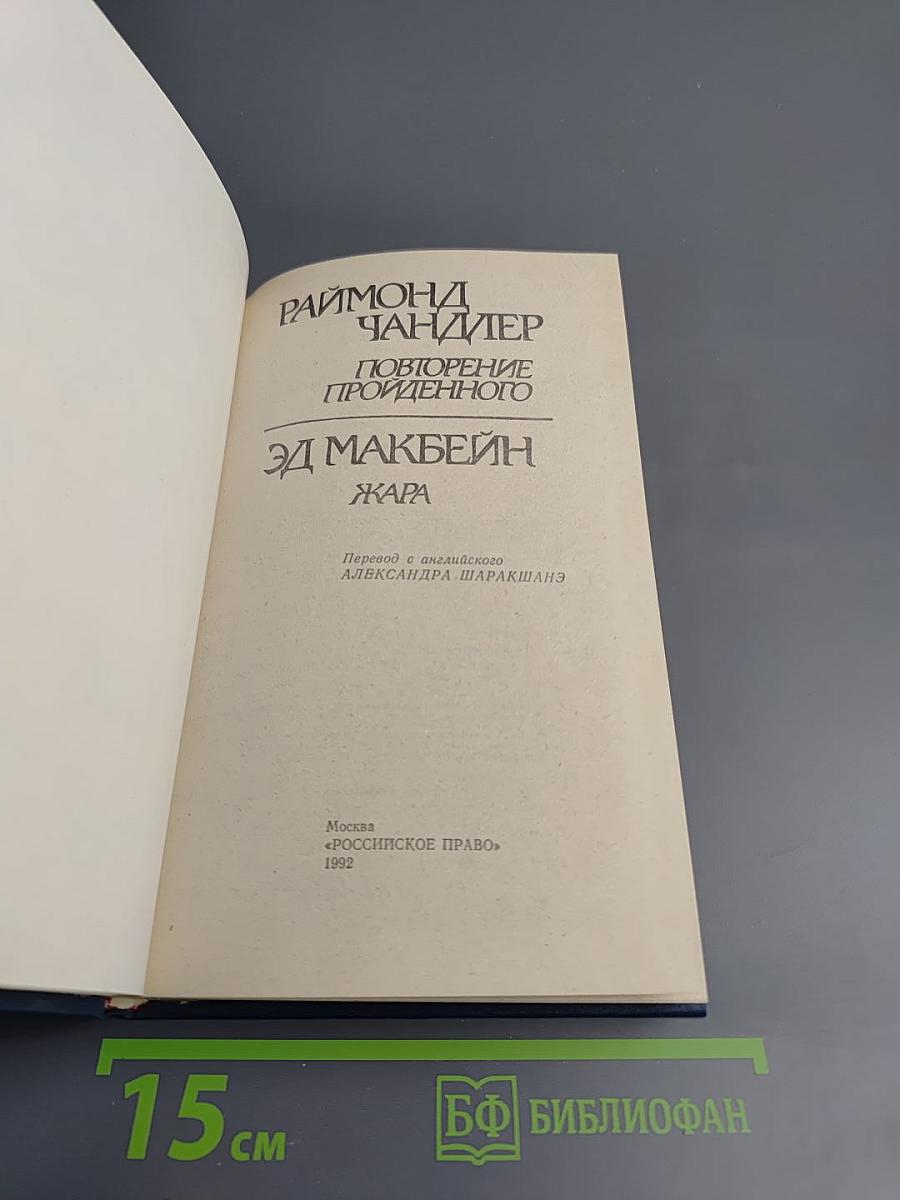 РАЙМОНД
ЧАНДЛЕР
ПОВТОРЕНИЕ
ПРОЙДЕННОГО
ЭД МАКБЕЙН
ЖАРА
Перевод с английского
АЛЕКСАНДРА ШАРАКШАНЭ
Москва
«РОССИЙСКОЕ ПРАВО»
1992
15 см
БФ БИБЛИОФАН